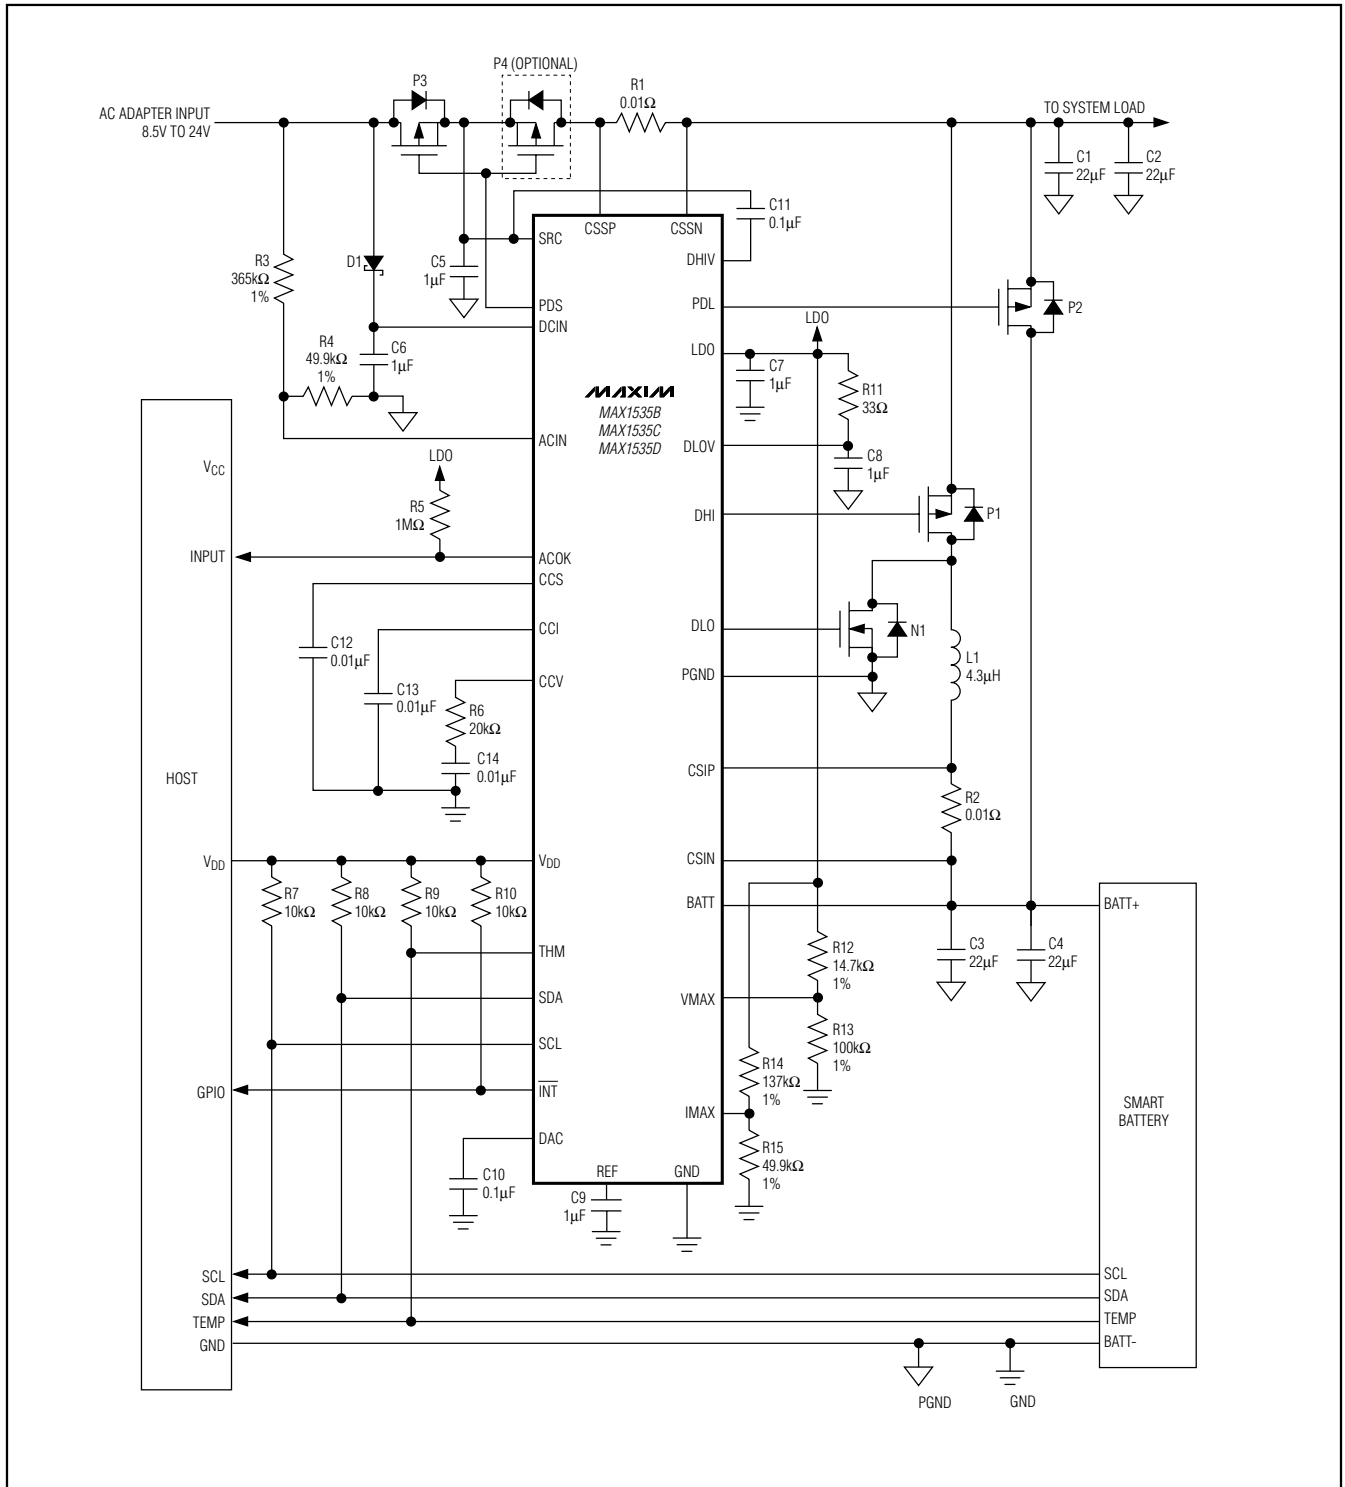 P4 (OPTIONAL)
P3
R1
0.01Ω
AC ADAPTER INPUT
8.5V TO 24V
TO SYSTEM LOAD
C1
22µF
C2
22µF
C11
0.1µF
CSSP
CSSN
SRC
DHIV
R3
365kΩ
1%
D1
C5
1µF
PDS
PDL
P2
DCIN
LDO
LDO
R4
49.9kΩ
1%
C6
1µF
C7
1µF
R11
33Ω
MAXIM
MAX1535B
MAX1535C
MAX1535D
ACIN
DLOV
C8
1µF
VCC
LDO
R5
1MΩ
DHI
P1
INPUT
ACOK
CCS
CCI
DLO
N1
C12
0.01µF
L1
4.3µH
PGND
CCV
C13
0.01µF
R6
20kΩ
C14
0.01µF
HOST
CSIP
R2
0.01Ω
VDD
VDD
CSIN
R7
10kΩ
R8
10kΩ
R9
10kΩ
R10
10kΩ
BATT
BATT+
THM
R12
14.7kΩ
1%
C3
22µF
C4
22µF
SDA
VMAX
SCL
R13
100kΩ
1%
R14
137kΩ
1%
GPIO
INT
IMAX
SMART
BATTERY
DAC
R15
49.9kΩ
1%
REF
GND
C10
0.1µF
C9
1µF
SCL
SCL
SDA
SDA
TEMP
TEMP
GND
BATT-
PGND
GND